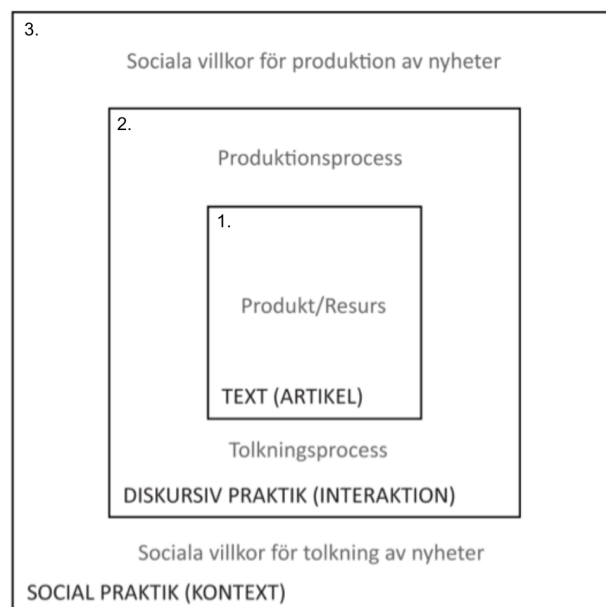 3.
Sociala villkor för produktion av nyheter
2.
Produktionsprocess
1.
Produkt/Resurs
TEXT (ARTIKEL)
Tolkningsprocess
DISKURSIV PRAKTIK (INTERAKTION)
Sociala villkor för tolkning av nyheter
SOCIAL PRAKTIK (KONTEXT)